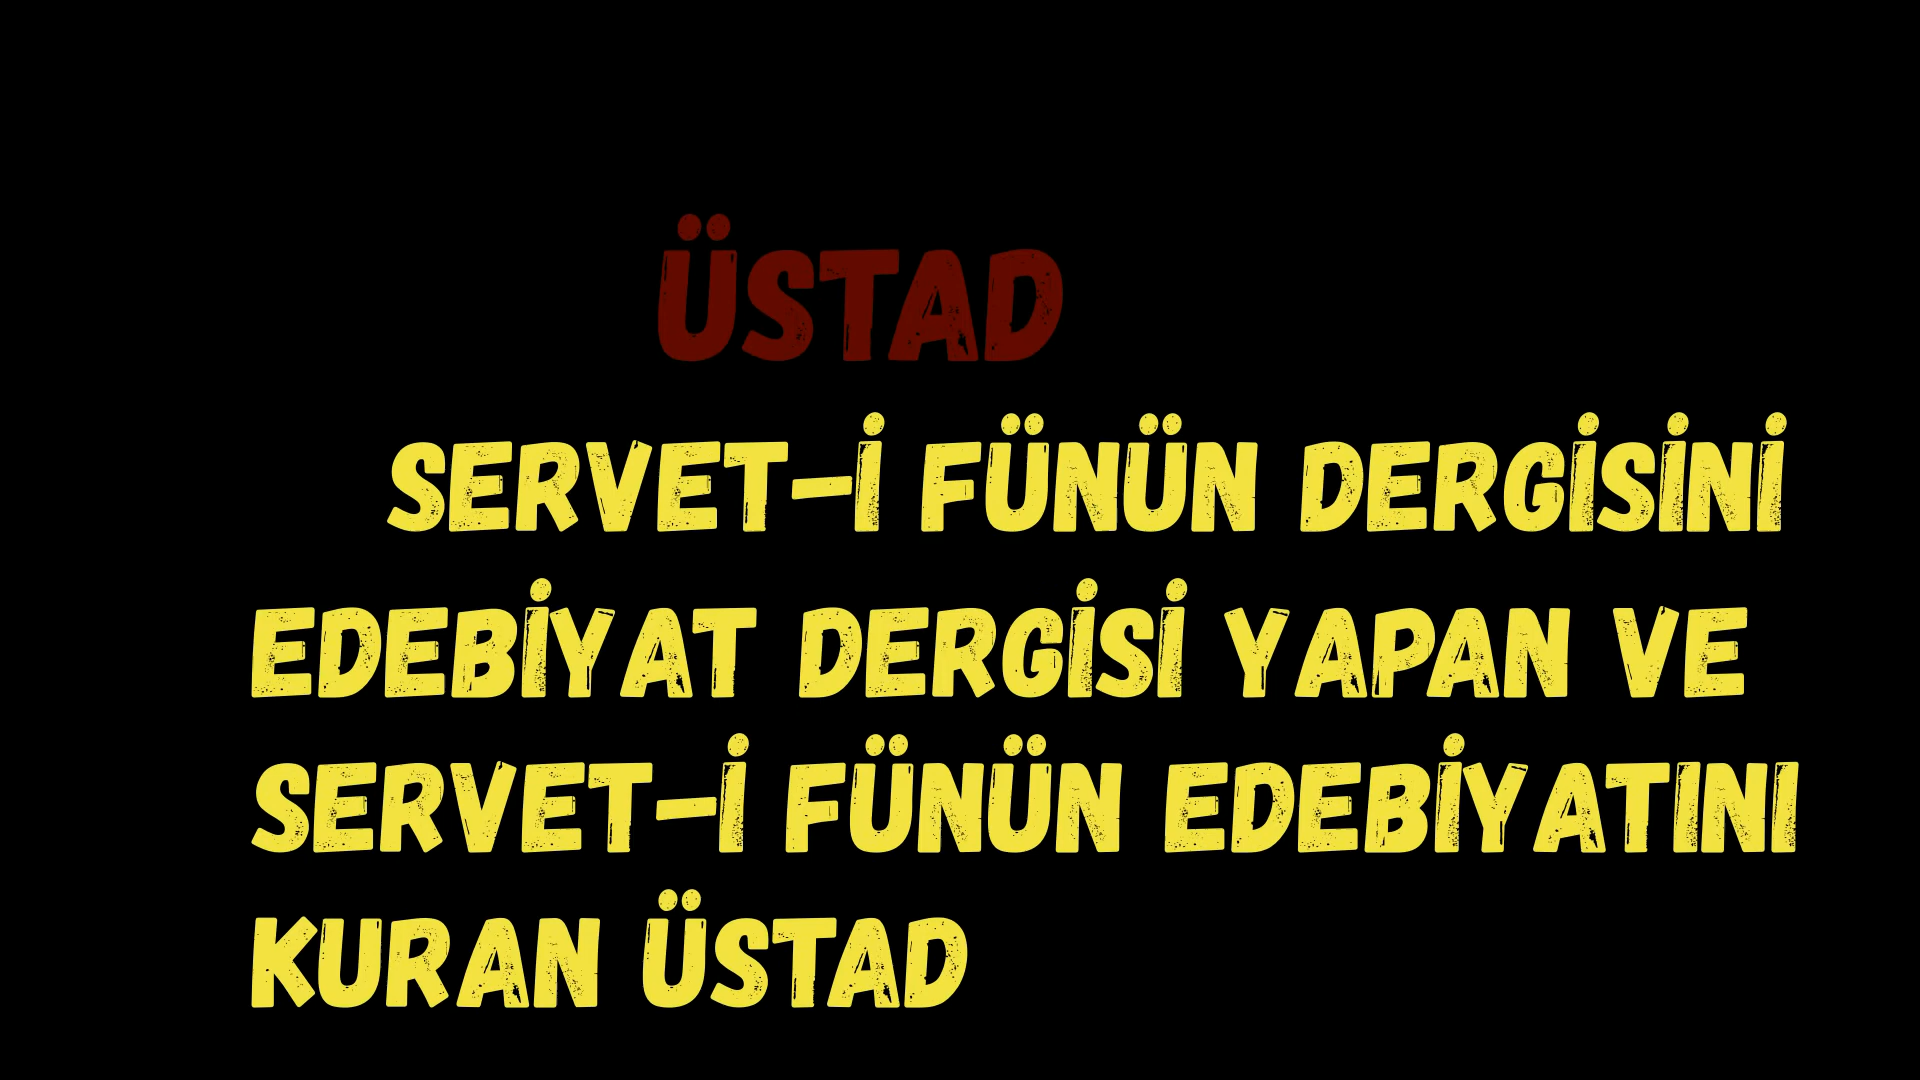 ÜSTAD
SERVET-İ FÜNÜN DERGİSİNİ
EDEBİYAT DERGİSİ YAPAN VE
SERVET-İ FÜNÜN EDEBİYATINI
KURAN ÜSTAD